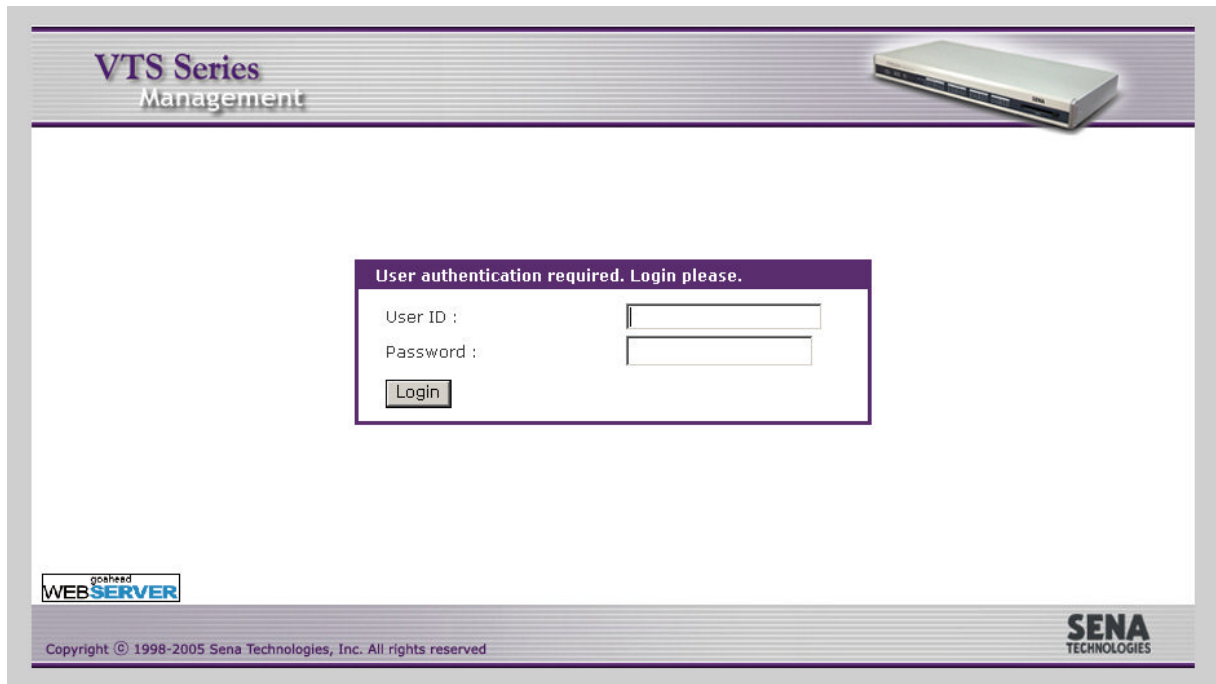 VTS Series
Management
SENA
User authentication required. Login please.
User ID :
Password :
Login
goahead
WEBSERVER
SENA
TECHNOLOGIES
Copyright © 1998-2005 Sena Technologies, Inc. All rights reserved